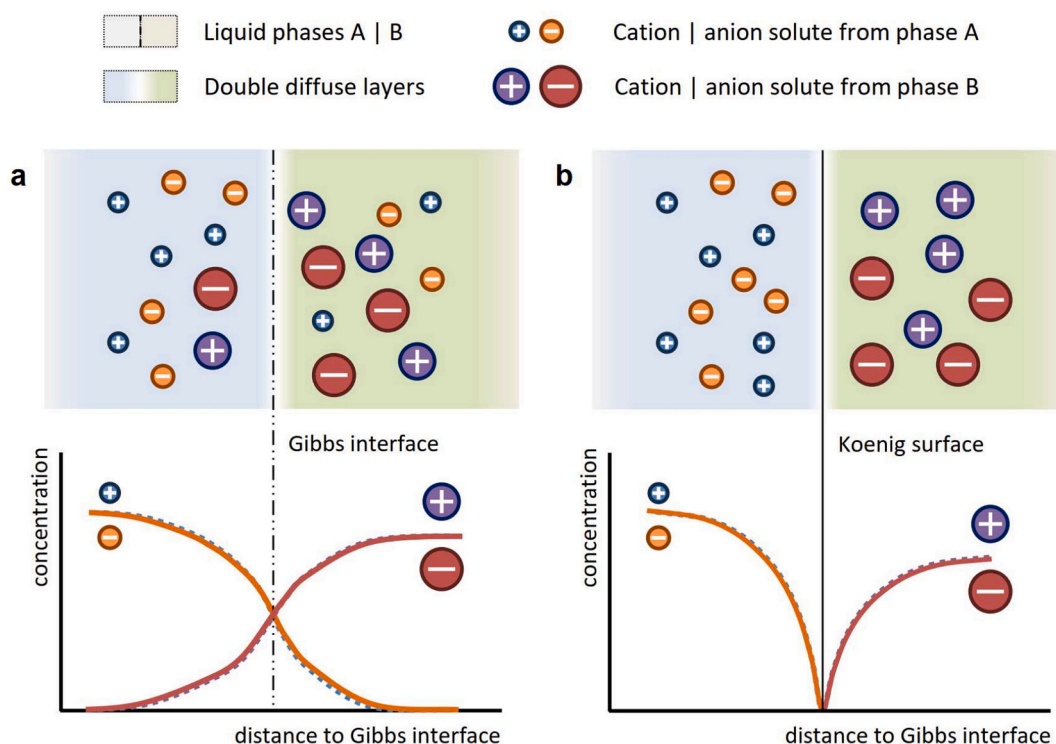 Liquid phases A | B
Cation | anion solute from phase A
Double diffuse layers
Cation | anion solute from phase B
a
b
Gibbs interface
Koenig surface
concentration
concentration
distance to Gibbs interface
distance to Gibbs interface